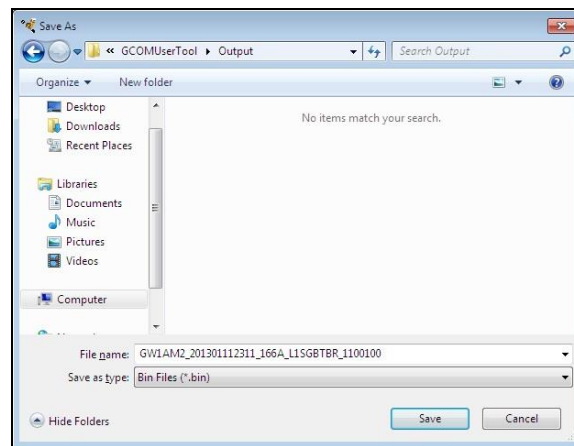 Save As
« GCOMUserTool ▸ Output
Search Output
Organize ▾ New folder
Desktop
Downloads
Recent Places
Libraries
Documents
Music
Pictures
Videos
Computer
No items match your search.
File name: GW1AM2_201301112311_166A_L1SGBTBR_1100100
Save as type: Bin Files (*.bin)
Hide Folders
Save Cancel